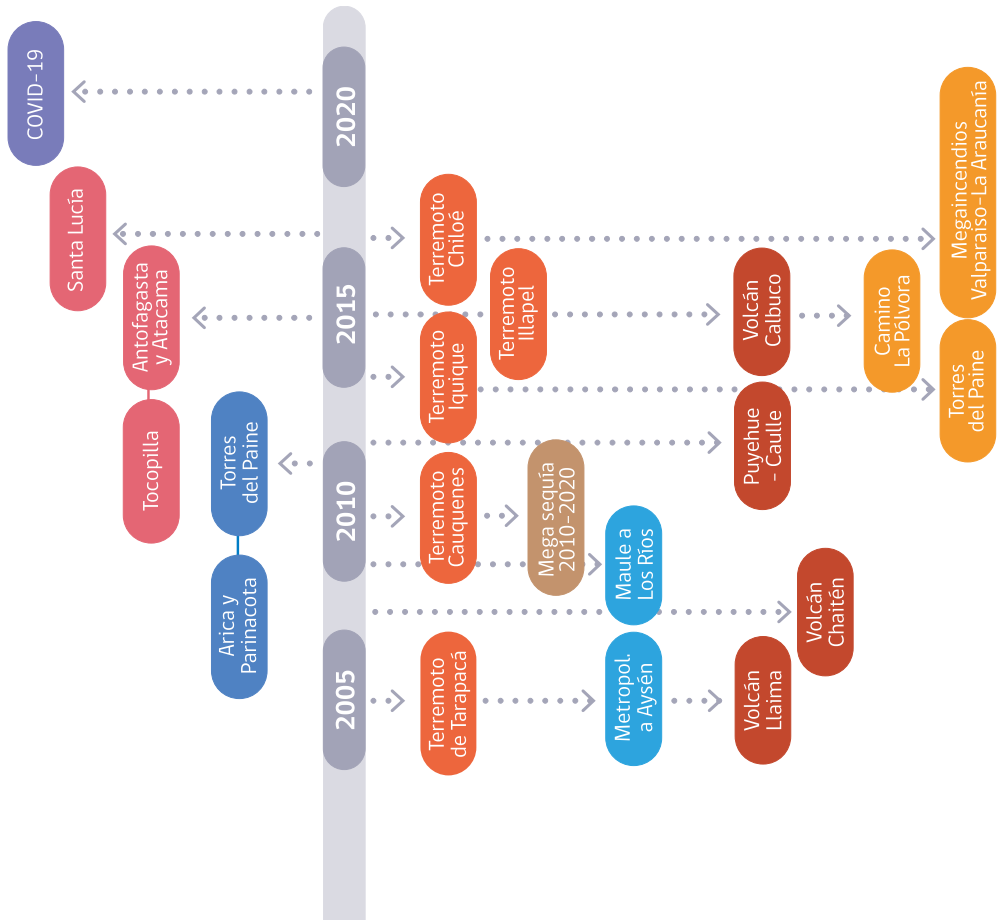 COVID-19
Santa Lucía
Antofagasta
y Atacama
Tocopilla
Torres
del Paine
Arica y
Parinacota
2005
2010
2015
2020
Terremoto
de Tarapacá
Terremoto
Cauquenes
Terremoto
Iquique
Terremoto
Chiloé
Terremoto
Illapel
Mega sequía
2010-2020
Metropol.
a Aysén
Maule a
Los Ríos
Volcán
Llaima
Puyehue
- Caulle
Volcán
Calbuco
Volcán
Chaitén
Camino
La Pólvora
Torres
del Paine
Megaincendios
Valparaíso-La Araucanía